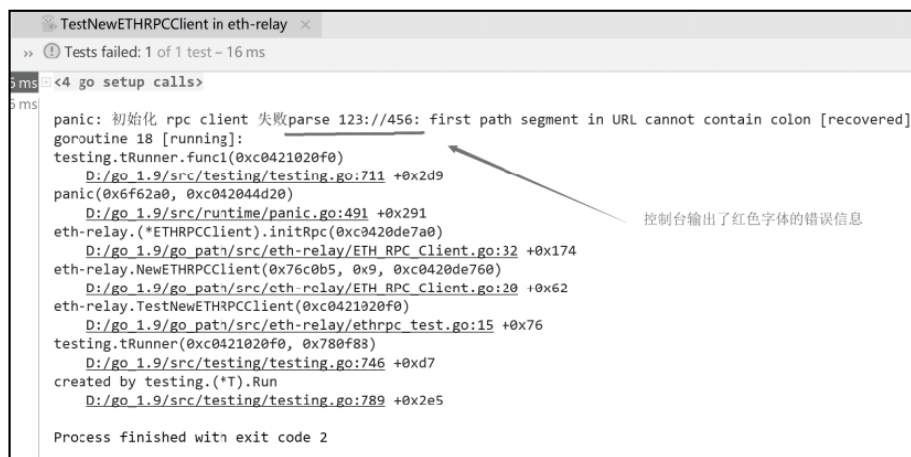 TestNewETHRPCClient in eth-relay ×
» Tests failed: 1 of 1 test – 16 ms
<4 go setup calls>
panic: 初始化 rpc client 失败parse 123://456: first path segment in URL cannot contain colon [recovered]
goroutine 18 [running]:
testing.tRunner.func1(0xc0421020f0)
D:/go_1.9/src/testing/testing.go:711 +0x2d9
panic(0x6f62a0, 0xc042044d20)
D:/go_1.9/src/runtime/panic.go:491 +0x291
控制台输出了红色字体的错误信息
eth-relay.(*ETHRPCClient).initRpc(0xc0420de7a0)
D:/go_1.9/go_path/src/eth-relay/ETH_RPC_Client.go:32 +0x174
eth-relay.NewETHRPCClient(0x76c0b5, 0x9, 0xc0420de760)
D:/go_1.9/go_path/src/eth-relay/ETH_RPC_Client.go:20 +0x62
eth-relay.TestNewETHRPCClient(0xc0421020f0)
D:/go_1.9/go_path/src/eth-relay/ethrpc_test.go:15 +0x76
testing.tRunner(0xc0421020f0, 0x780f83)
D:/go_1.9/src/testing/testing.go:746 +0xd7
created by testing.(*T).Run
D:/go_1.9/src/testing/testing.go:789 +0x2e5
Process finished with exit code 2